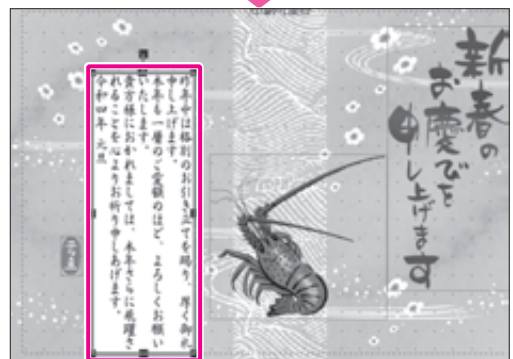 新春の
お慶びを
申し上げます
昨年中は格別のお引き立てを賜り、厚く御礼
申し上げます。
本年も一層のご愛顧のほど、よろしくお願い
いたします。
貴方様におかれましては、本年さらに飛躍さ
れることを心よりお祈り申しあげます。
令和四年 元旦